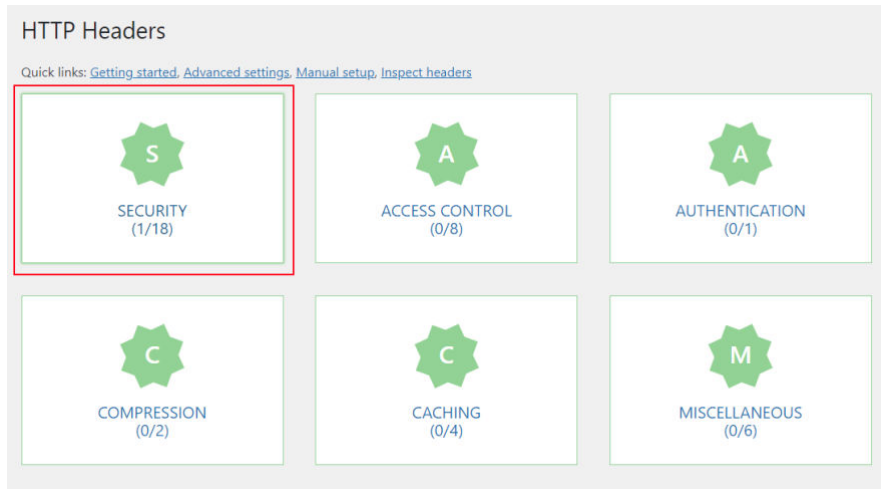 HTTP Headers
Quick links: Getting started, Advanced settings, Manual setup, Inspect headers
S
SECURITY
(1/18)
A
ACCESS CONTROL
(0/8)
A
AUTHENTICATION
(0/1)
C
COMPRESSION
(0/2)
C
CACHING
(0/4)
M
MISCELLANEOUS
(0/6)